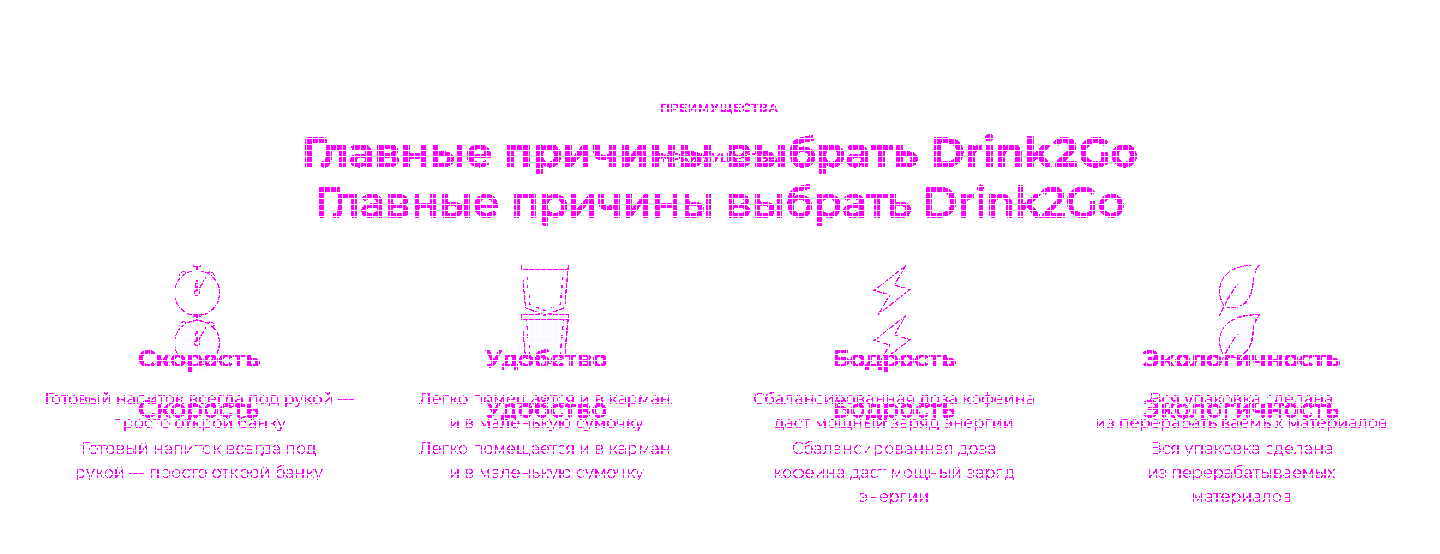 ПРЕИМУЩЕСТВА
Главные причины выбрать Drink2Go
Главные причины выбрать Drink2Go
Скорость
Готовый напиток всегда под рукой —
Скорость
просто открой банку
Готовый напиток всегда под
рукой — просто открой банку
Удобство
Легко помещается и в карман
Удобство
и в маленькую сумочку
Легко помещается и в карман
и в маленькую сумочку
Бодрость
Сбалансированная доза кофеина
Бодрость
даст мощный заряд энергии
Сбалансированная доза
кофеина даст мощный заряд
энергии
Экологичность
Вся упаковка сделана
Экологичность
из перерабатываемых материалов
Вся упаковка сделана
из перерабатываемых
материалов